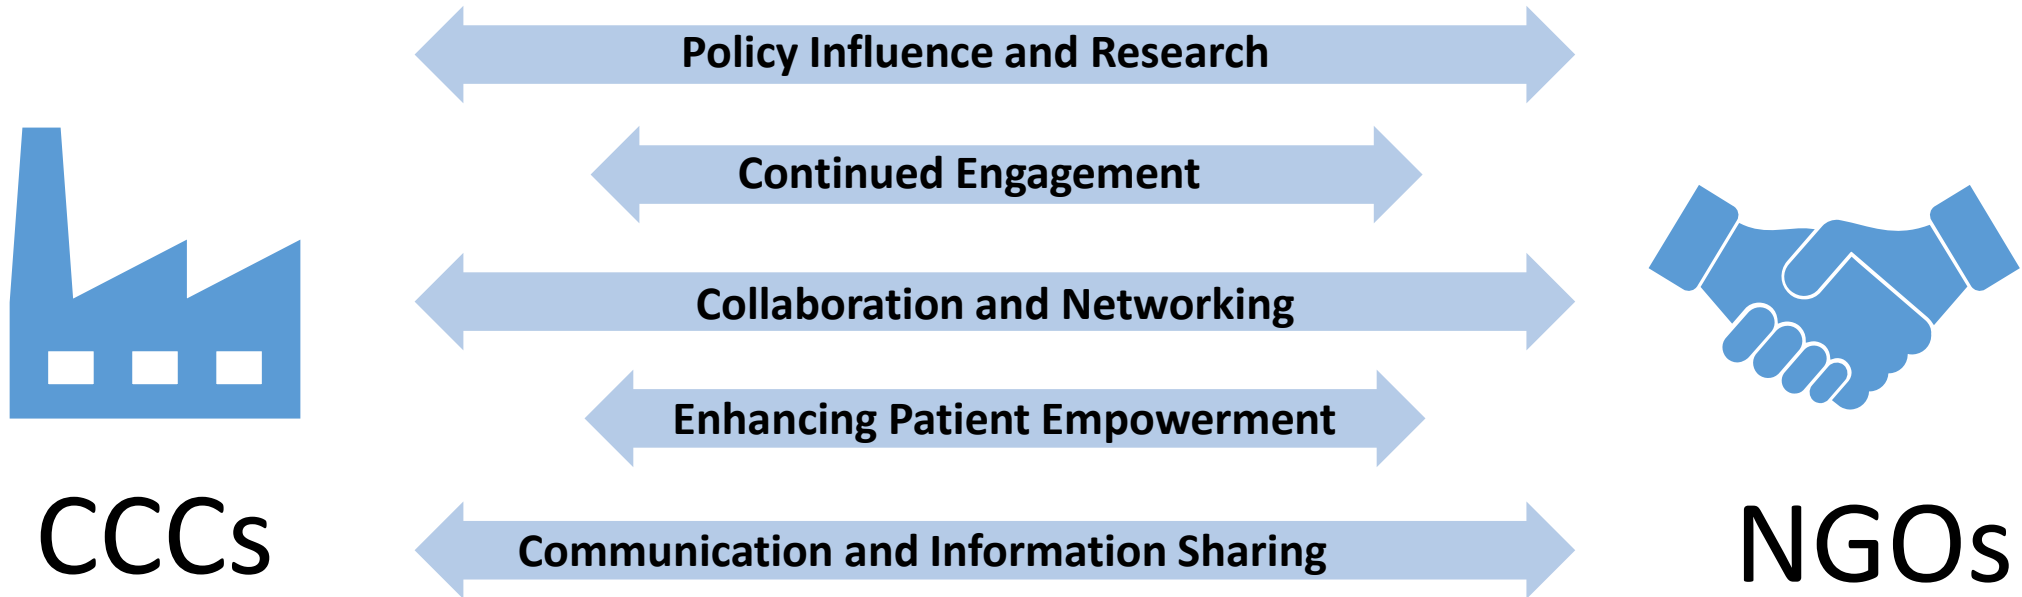 Policy Influence and Research
Continued Engagement
Collaboration and Networking
Enhancing Patient Empowerment
Communication and Information Sharing
CCCs
NGOs